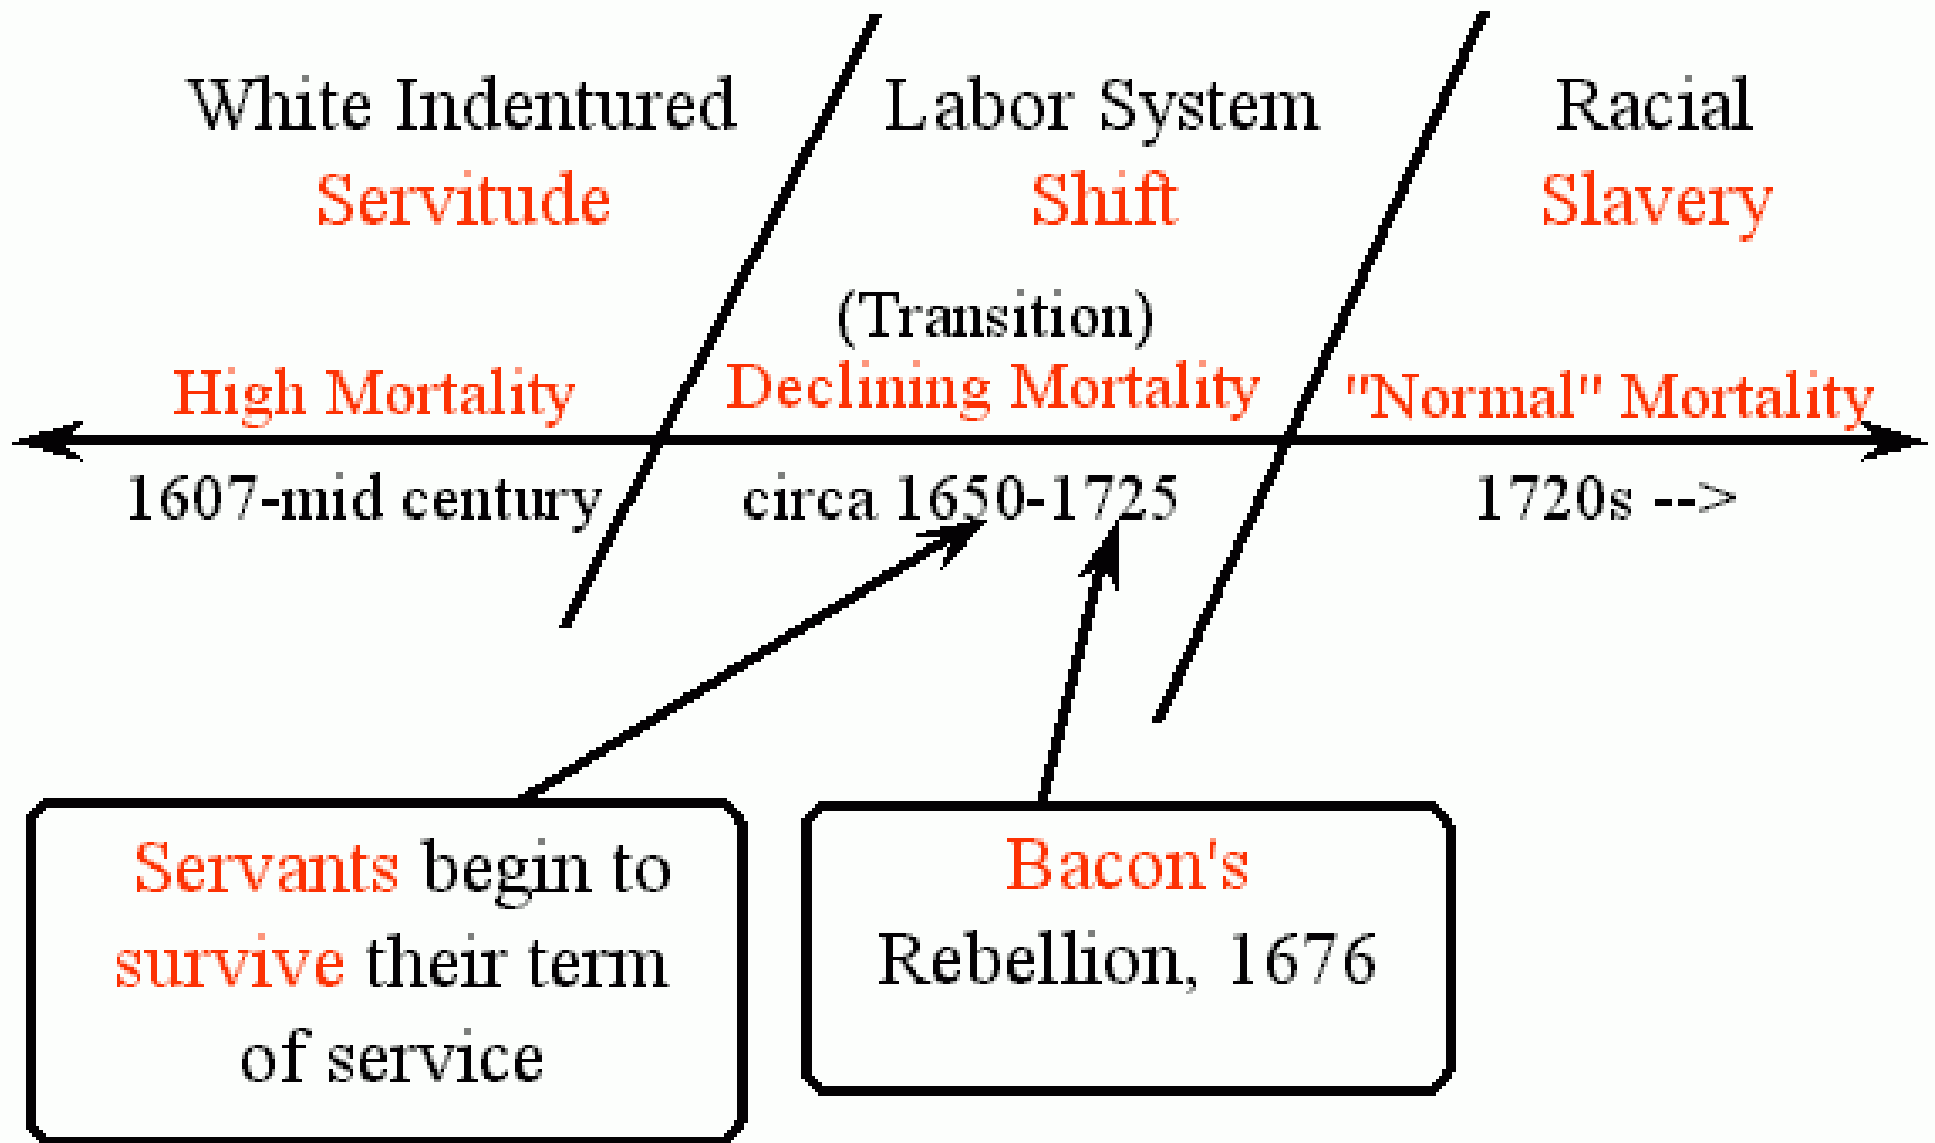 White Indentured
Servitude
Labor System
Shift
(Transition)
Racial
Slavery
High Mortality
Declining Mortality
"Normal" Mortality
1607-mid century
circa 1650-1725
1720s -->
Servants begin to
survive their term
of service
Bacon's
Rebellion, 1676